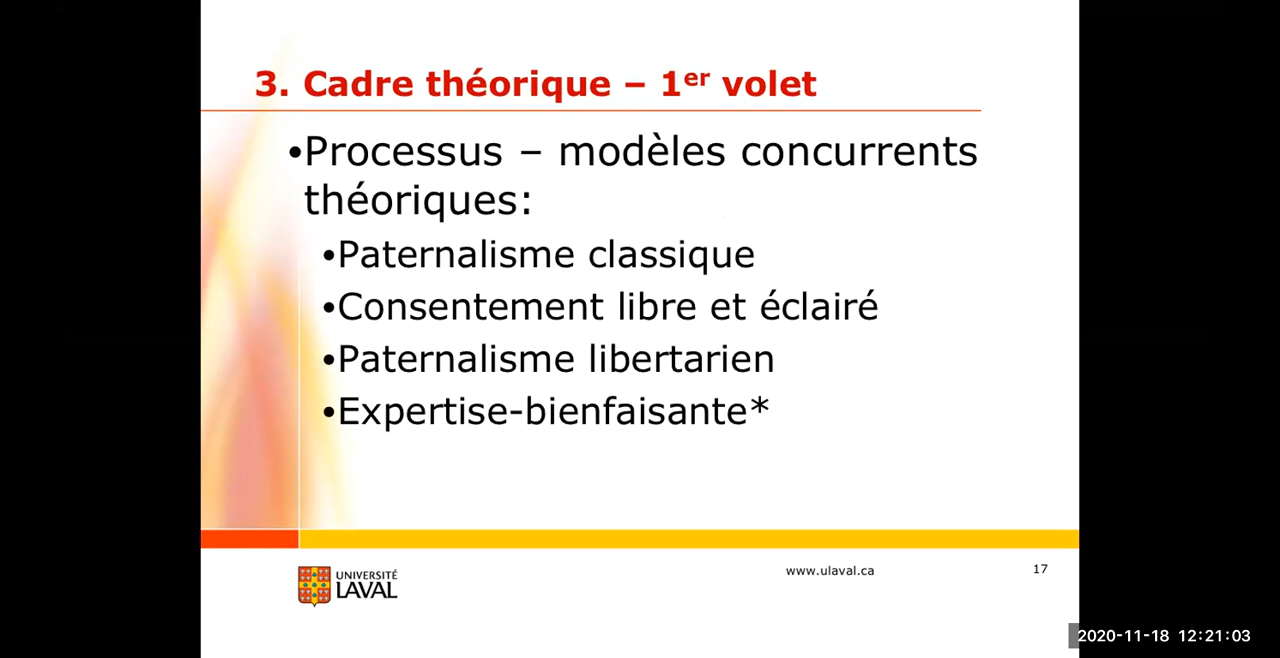 3. Cadre théorique – 1er volet
•Processus – modèles concurrents
théoriques:
•Paternalisme classique
•Consentement libre et éclairé
•Paternalisme libertarien
•Expertise-bienfaisante*
UNIVERSITÉ
LAVAL
www.ulaval.ca
17
2020-11-18 12:21:03